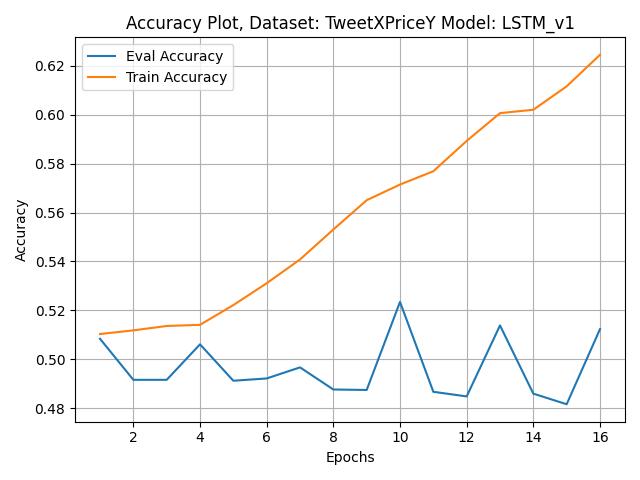 Accuracy Plot, Dataset: TweetXPriceY Model: LSTM_v1
Eval Accuracy
Train Accuracy
0.62
0.60
0.58
0.56
0.54
0.52
0.50
0.48
Accuracy
2 4 6 8 10 12 14 16
Epochs